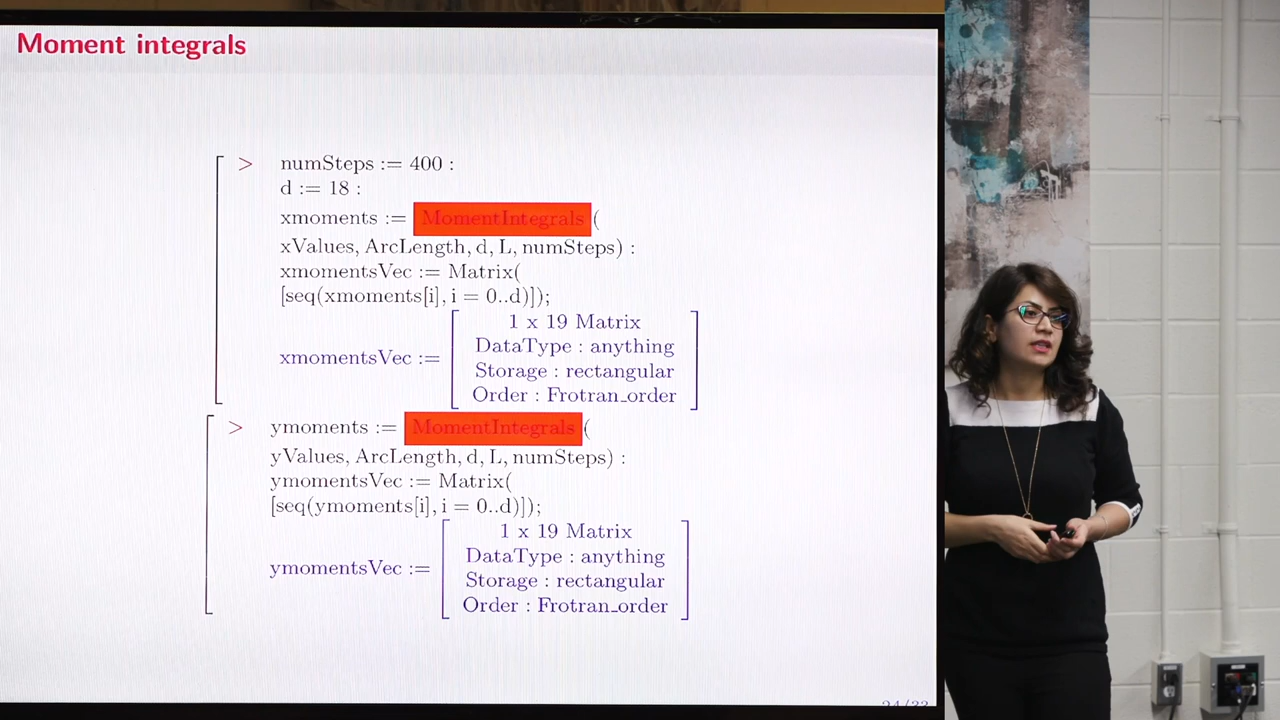 Moment integrals
> numSteps := 400 :
d := 18 :
xmoments := MomentIntegrals (
xValues, ArcLength, d, L, numSteps) :
xmomentsVec := Matrix(
[seq(xmoments[i], i = 0..d)]);
1 x 19 Matrix
DataType : anything
xmomentsVec :=
Storage : rectangular
Order : Frotran_order
> ymoments := MomentIntegrals (
yValues, ArcLength, d, L, numSteps) :
ymomentsVec := Matrix(
[seq(ymoments[i], i = 0..d)]);
1 x 19 Matrix
DataType : anything
ymomentsVec :=
Storage : rectangular
Order : Frotran_order